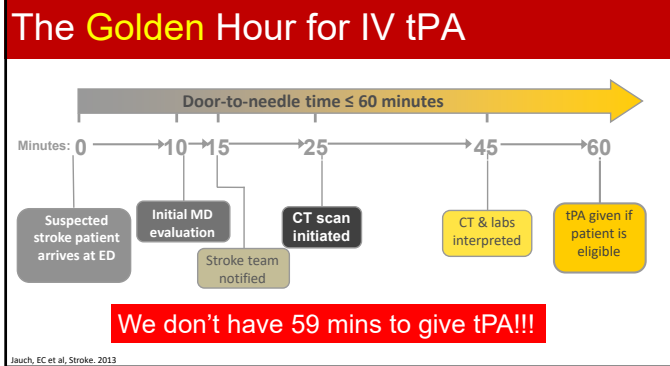 The Golden Hour for IV tPA
Door-to-needle time ≤ 60 minutes
Minutes: 0 10 15 25 45 60
Suspected
stroke patient
arrives at ED
Initial MD
evaluation
Stroke team
notified
CT scan
initiated
CT & labs
interpreted
tPA given if
patient is
eligible
We don't have 59 mins to give tPA!!!
Jauch, EC et al, Stroke. 2013